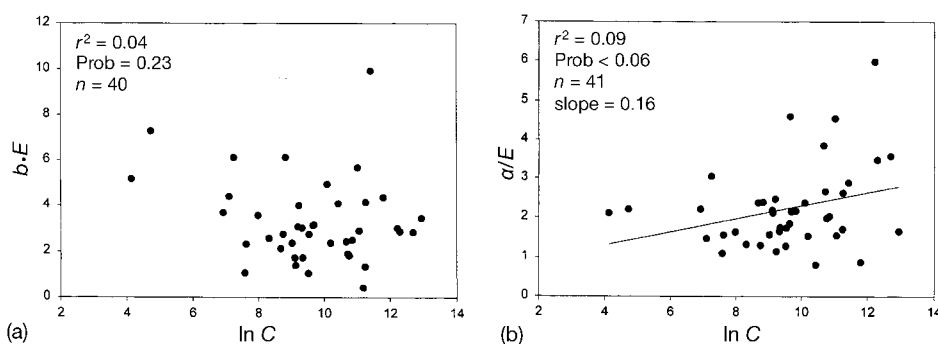 12
10
8
6
4
2
0
b•E
r² = 0.04
Prob = 0.23
n = 40
2 4 6 8 10 12 14
ln C
(a)
7
6
5
4
3
2
1
0
α/E
r² = 0.09
Prob < 0.06
n = 41
slope = 0.16
2 4 6 8 10 12 14
ln C
(b)